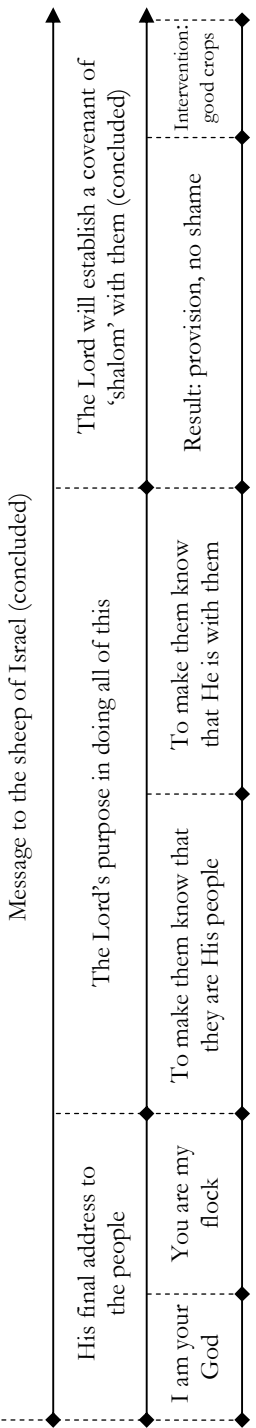 Message to the sheep of Israel (concluded)
His final address to
the people
The Lord’s purpose in doing all of this
The Lord will establish a covenant of
‘shalom’ with them (concluded)
I am your
God
You are my
flock
To make them know that
they are His people
To make them know
that He is with them
Result: provision, no shame
Intervention:
good crops